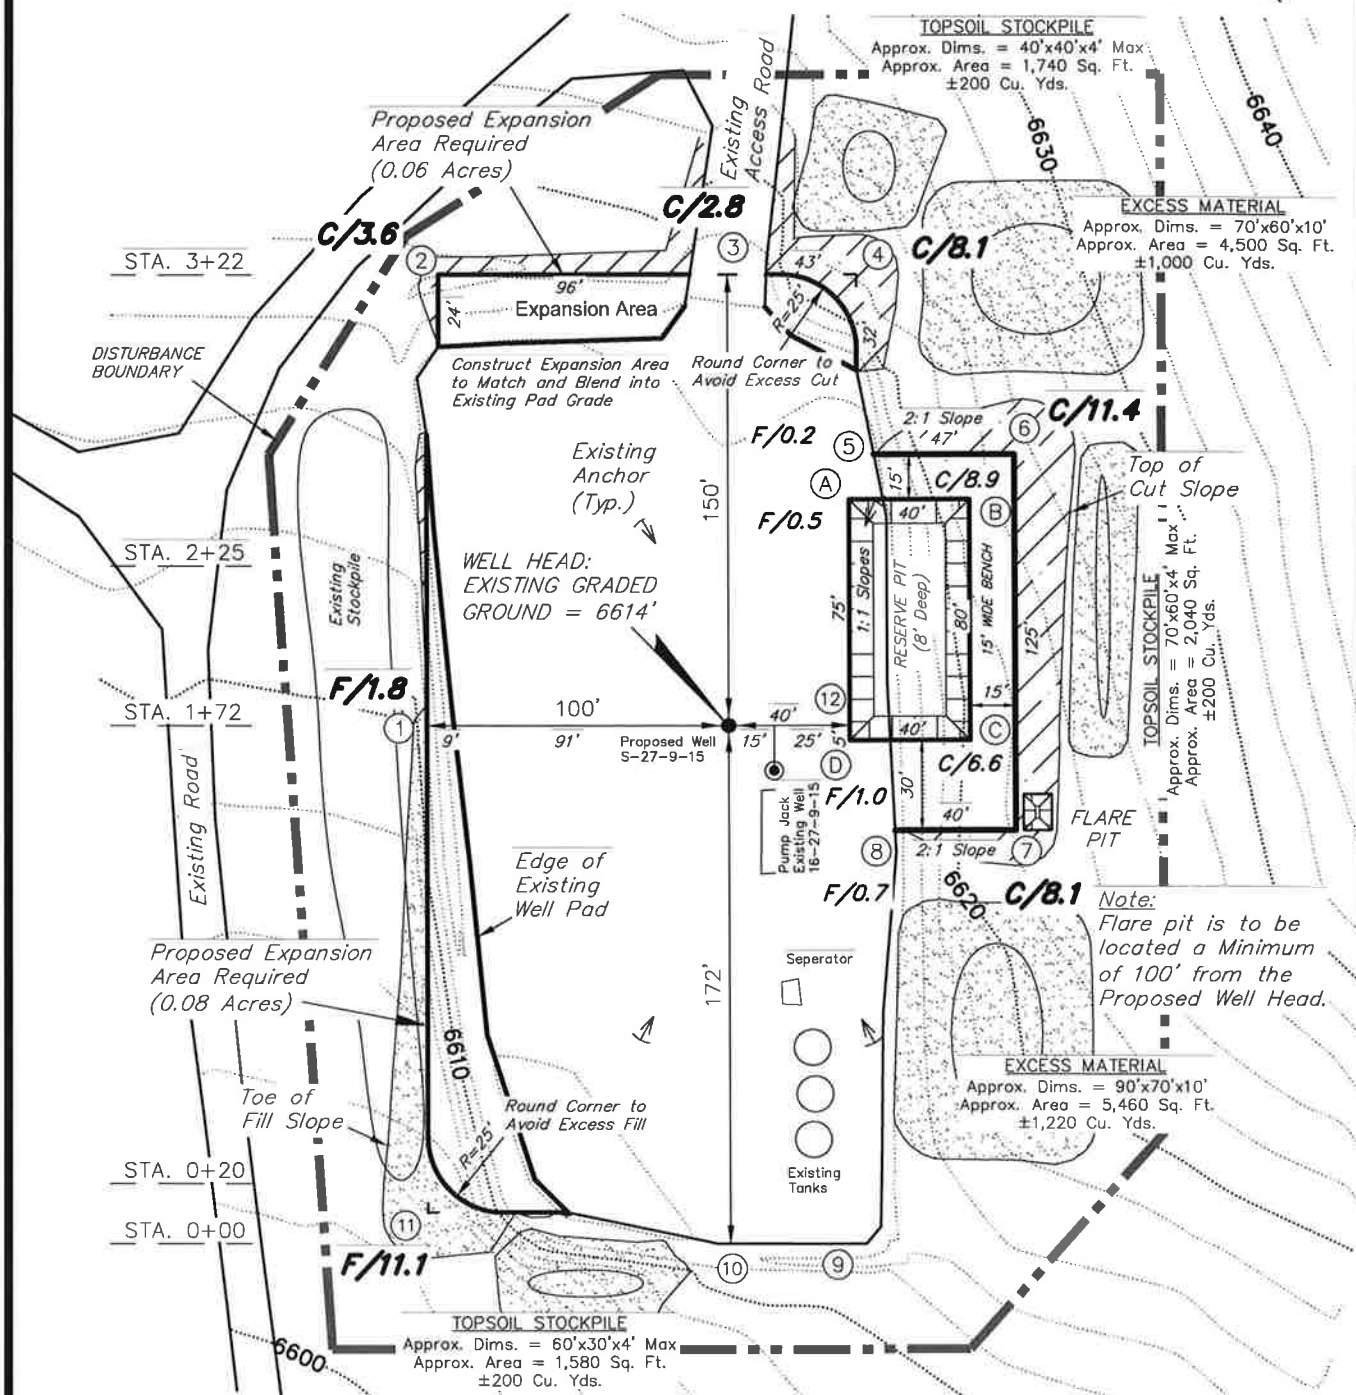 TOPSOIL STOCKPILE
Approx. Dims. = 40'x40'x4' Max
Approx. Area = 1,740 Sq. Ft.
±200 Cu. Yds.
Existing
Access Road
6630
6640
Proposed Expansion
Area Required
(0.06 Acres)
C/2.8
C/3.6
EXCESS MATERIAL
Approx. Dims. = 70'x60'x10'
Approx. Area = 4,500 Sq. Ft.
±1,000 Cu. Yds.
STA. 3+22
2
3
4
C/8.1
43'
96'
24'
Expansion Area
R=25'
32'
DISTURBANCE
BOUNDARY
Construct Expansion Area
to Match and Blend into
Existing Pad Grade
Round Corner to
Avoid Excess Cut
C/11.4
2:1 Slope
47'
6
F/0.2
5
Existing
Anchor
(Typ.)
150'
15'
C/8.9
Top of
Cut Slope
A
B
40'
F/0.5
STA. 2+25
Existing
Stockpile
WELL HEAD:
EXISTING GRADED
GROUND = 6614'
75'
1:1 Slopes
RESERVE PIT
(8' Deep)
80'
15' WIDE BENCH
125'
TOPSOIL STOCKPILE
Approx. Dims. = 70'x60'x4' Max
Approx. Area = 2,040 Sq. Ft.
±200 Cu. Yds.
F/1.8
STA. 1+72
1
100'
9'
91'
Proposed Well
S-27-9-15
40'
15'
25'
12
5'
40'
15'
C
D
C/6.6
F/1.0
30'
40'
Pump Jack
Existing Well
16-27-9-15
FLARE
PIT
8
2:1 Slope
7
F/0.7
6620
C/8.1
Note:
Flare pit is to be
located a Minimum
of 100' from the
Proposed Well Head.
Existing Road
Edge of
Existing
Well Pad
Proposed Expansion
Area Required
(0.08 Acres)
172'
Seperator
6610
EXCESS MATERIAL
Approx. Dims. = 90'x70'x10'
Approx. Area = 5,460 Sq. Ft.
±1,220 Cu. Yds.
Toe of
Fill Slope
Round Corner to
Avoid Excess Fill
R=25'
Existing
Tanks
STA. 0+20
STA. 0+00
11
F/11.1
10
9
TOPSOIL STOCKPILE
Approx. Dims. = 60'x30'x4' Max
Approx. Area = 1,580 Sq. Ft.
±200 Cu. Yds.
6600